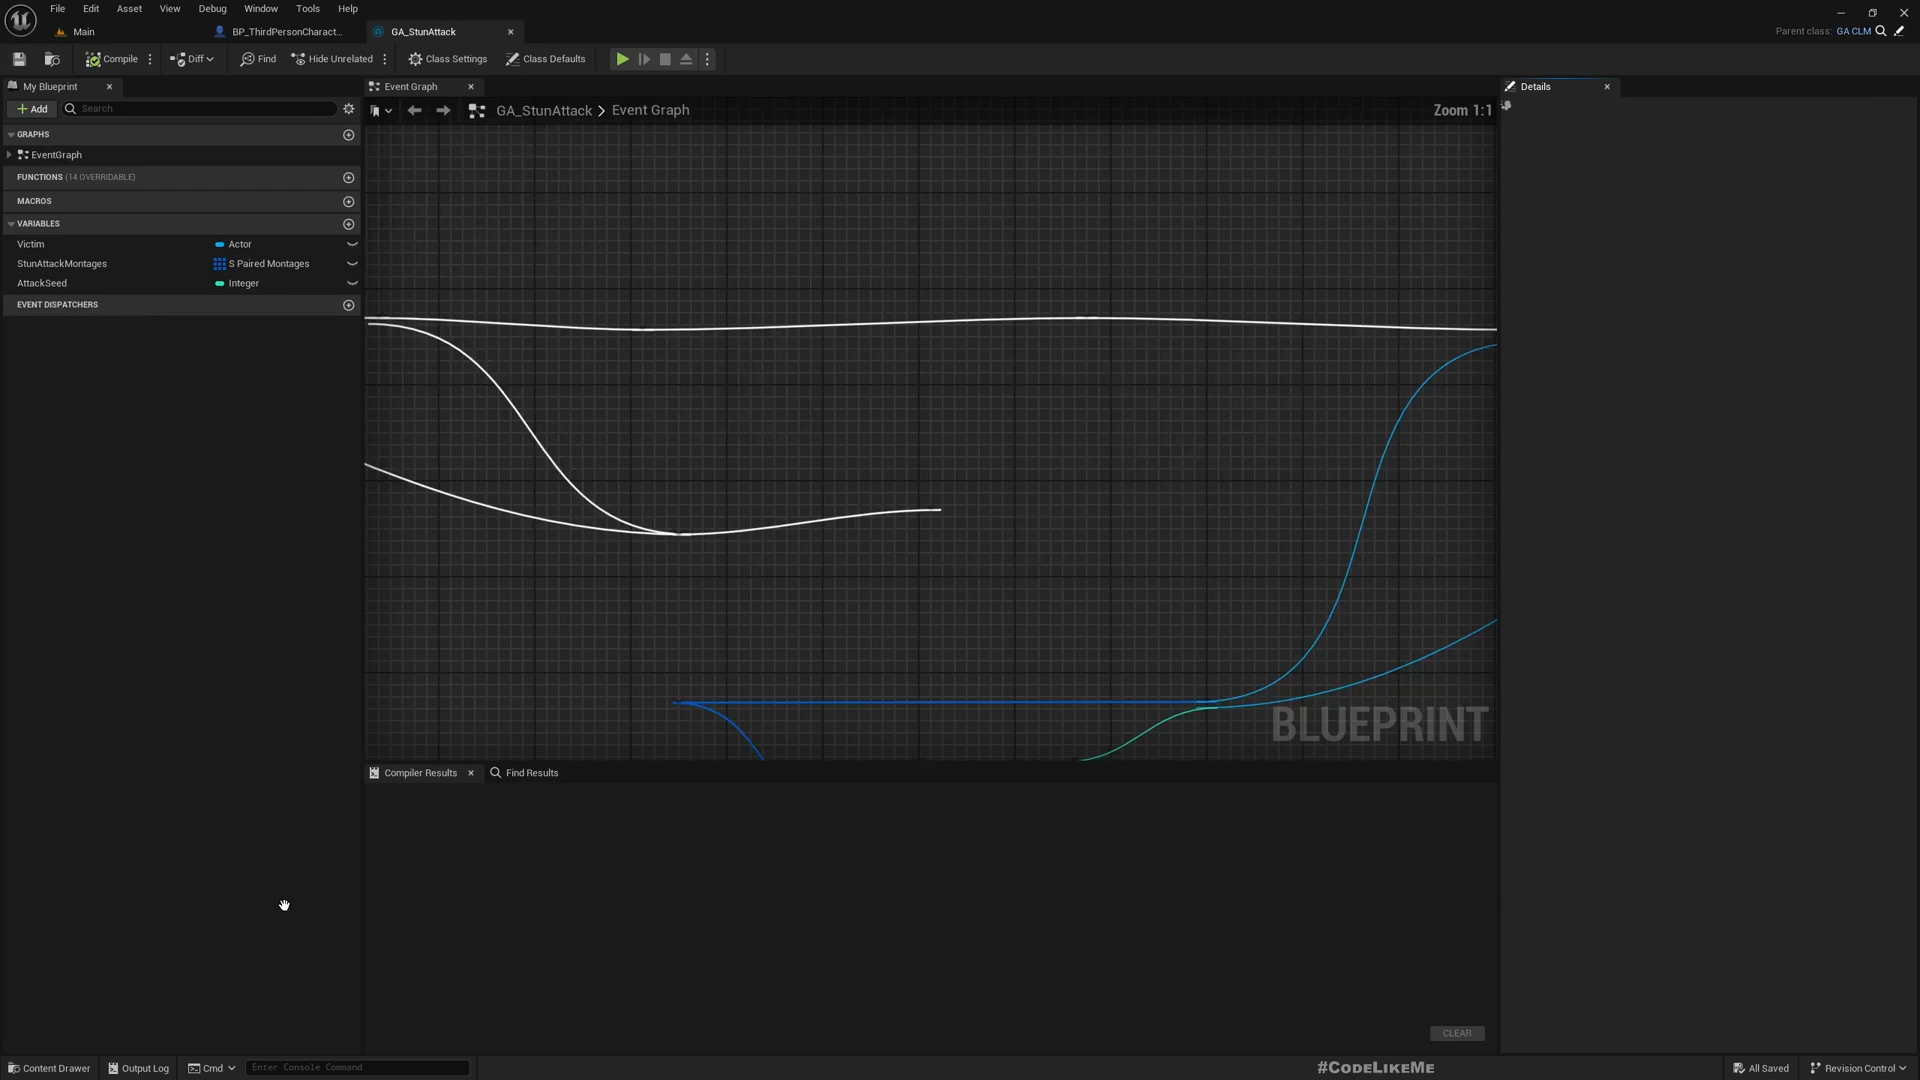 File Edit Asset View Debug Window Tools Help
Main BP_ThirdPersonCharact... GA_StunAttack
Parent class: GA CLM
Compile Diff Find Hide Unrelated Class Settings Class Defaults
My Blueprint
Event Graph
Details
Add Search
GA_StunAttack > Event Graph
Zoom 1:1
GRAPHS
EventGraph
FUNCTIONS (14 OVERRIDABLE)
MACROS
VARIABLES
Victim Actor
StunAttackMontages S Paired Montages
AttackSeed Integer
EVENT DISPATCHERS
BLUEPRINT
Compiler Results Find Results
CLEAR
Content Drawer Output Log Cmd Enter Console Command
#CODELIKEME
All Saved Revision Control